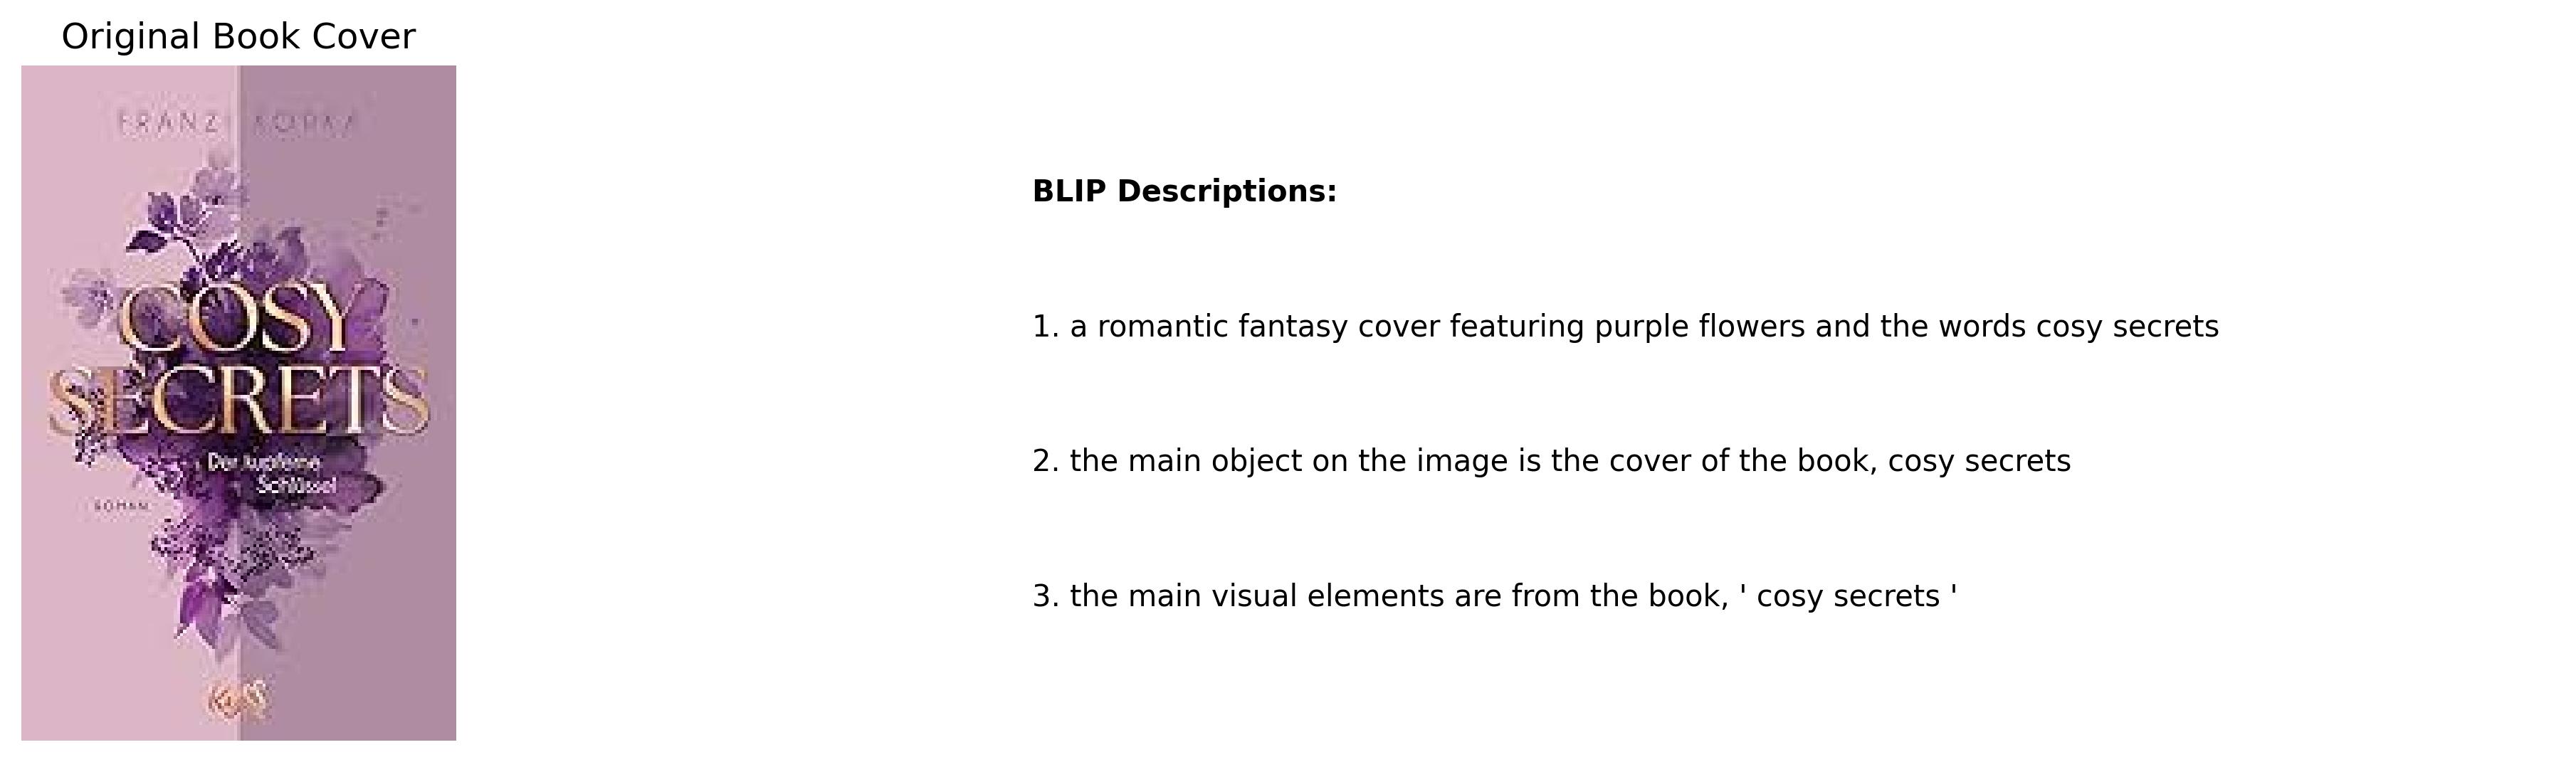 Original Book Cover
FRANZI KOPKA
COSY
SECRETS
Der kupferne
Schlüssel
ROMAN
BLIP Descriptions:
1. a romantic fantasy cover featuring purple flowers and the words cosy secrets
2. the main object on the image is the cover of the book, cosy secrets
3. the main visual elements are from the book, ' cosy secrets '